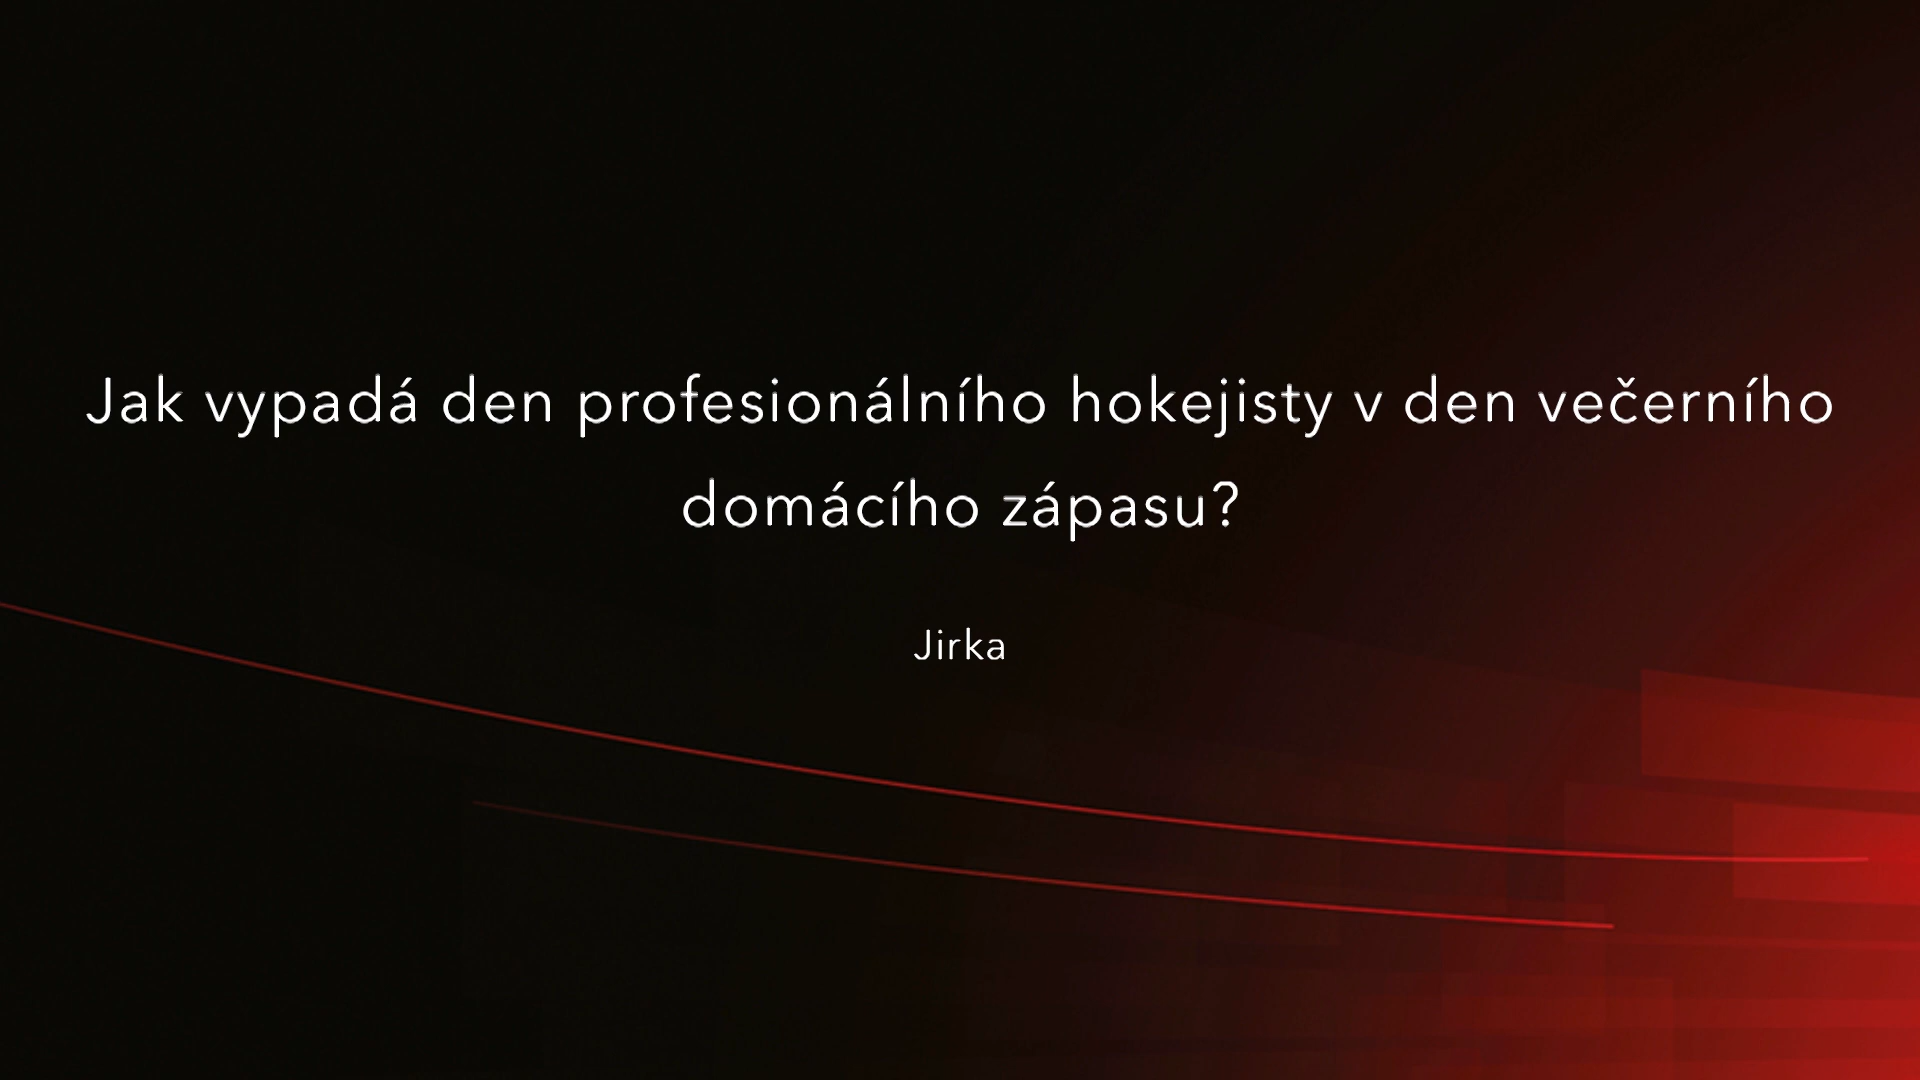 Jak vypadá den profesionálního hokejisty v den večerního
domácího zápasu?
Jirka